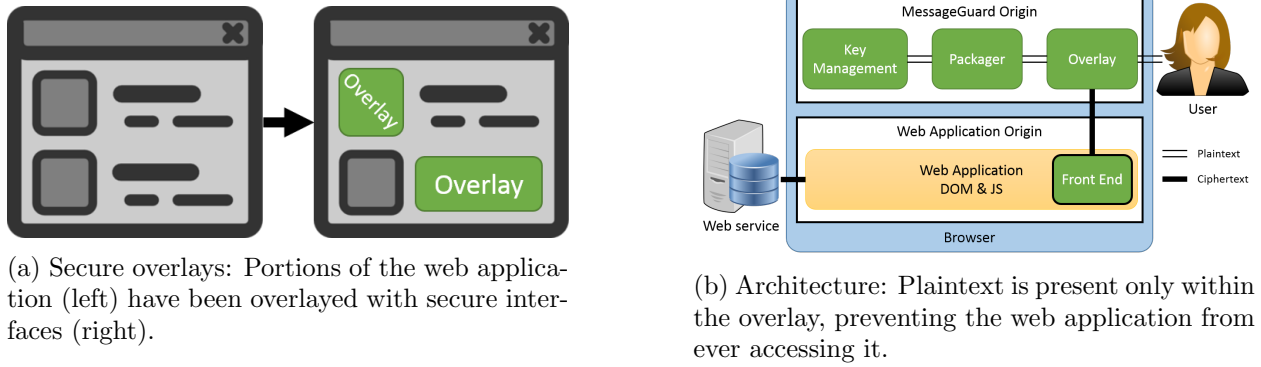 Overlay
Overlay
(a) Secure overlays: Portions of the web applica-
tion (left) have been overlayed with secure inter-
faces (right).
MessageGuard Origin
Key
Management
Packager
Overlay
User
Web Application Origin
Web Application
DOM & JS
Front End
Plaintext
Ciphertext
Web service
Browser
(b) Architecture: Plaintext is present only within
the overlay, preventing the web application from
ever accessing it.